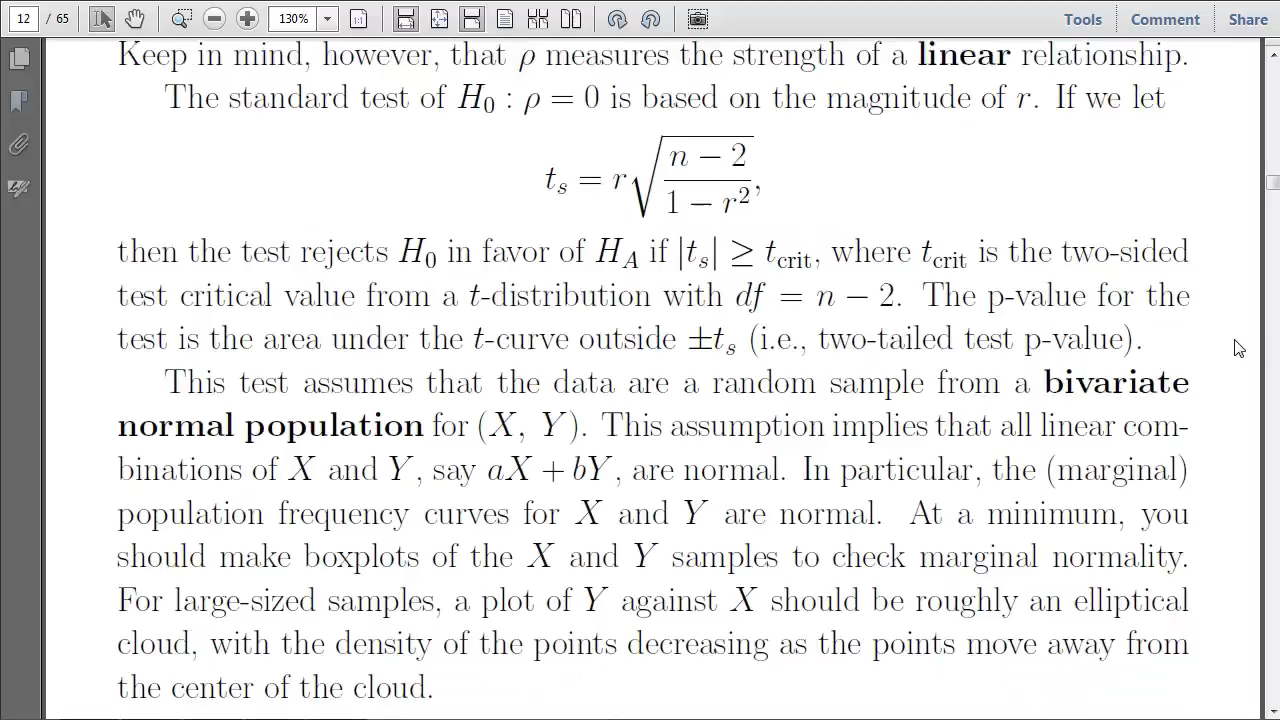 12 / 65 130% Tools Comment Share
Keep in mind, however, that ρ measures the strength of a linear relationship.
The standard test of H₀ : ρ = 0 is based on the magnitude of r. If we let
tₛ = r√((n − 2)/(1 − r²)),
then the test rejects H₀ in favor of H_A if |tₛ| ≥ t_crit, where t_crit is the two-sided
test critical value from a t-distribution with df = n − 2. The p-value for the
test is the area under the t-curve outside ±tₛ (i.e., two-tailed test p-value).
This test assumes that the data are a random sample from a bivariate
normal population for (X, Y). This assumption implies that all linear com-
binations of X and Y, say aX + bY, are normal. In particular, the (marginal)
population frequency curves for X and Y are normal. At a minimum, you
should make boxplots of the X and Y samples to check marginal normality.
For large-sized samples, a plot of Y against X should be roughly an elliptical
cloud, with the density of the points decreasing as the points move away from
the center of the cloud.